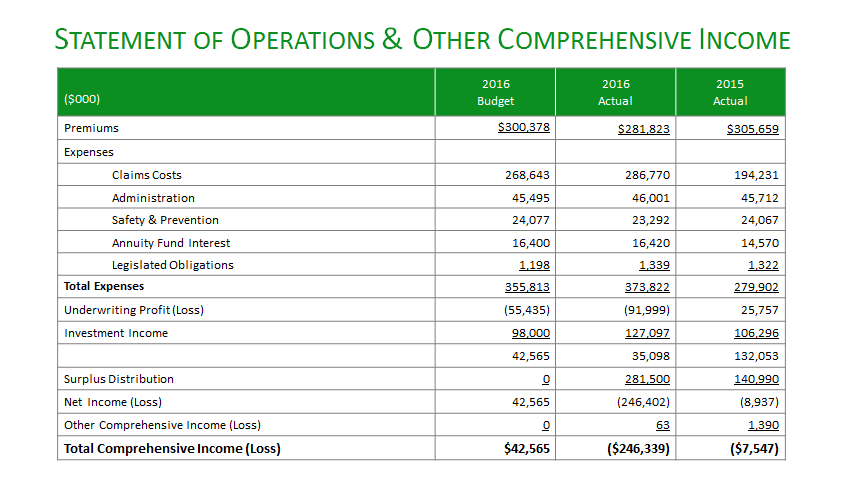 STATEMENT OF OPERATIONS & OTHER COMPREHENSIVE INCOME
($000) 2016 Budget 2016 Actual 2015 Actual
Premiums $300,378 $281,823 $305,659
Expenses
Claims Costs 268,643 286,770 194,231
Administration 45,495 46,001 45,712
Safety & Prevention 24,077 23,292 24,067
Annuity Fund Interest 16,400 16,420 14,570
Legislated Obligations 1,198 1,339 1,322
Total Expenses 355,813 373,822 279,902
Underwriting Profit (Loss) (55,435) (91,999) 25,757
Investment Income 98,000 127,097 106,296
42,565 35,098 132,053
Surplus Distribution 0 281,500 140,990
Net Income (Loss) 42,565 (246,402) (8,937)
Other Comprehensive Income (Loss) 0 63 1,390
Total Comprehensive Income (Loss) $42,565 ($246,339) ($7,547)